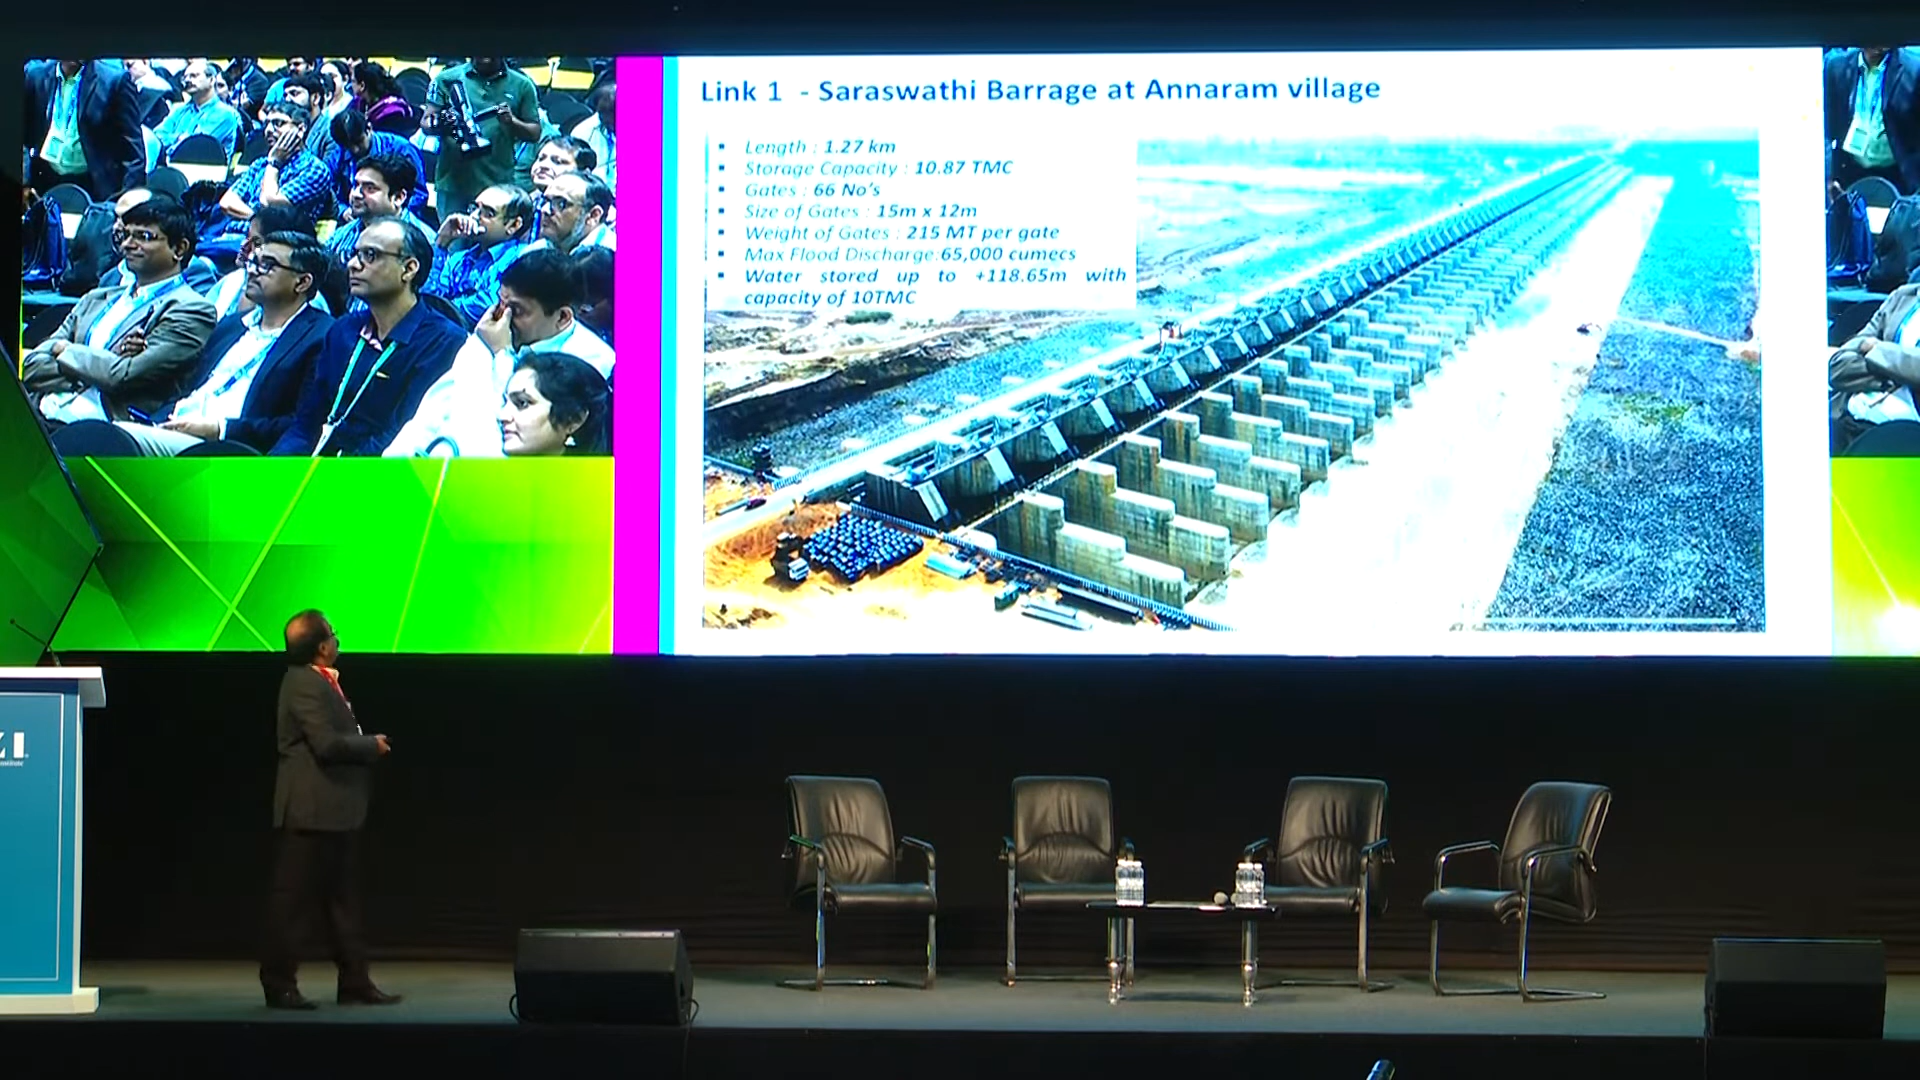 Link 1 - Saraswathi Barrage at Annaram village
▪ Length : 1.27 km
▪ Storage Capacity : 10.87 TMC
▪ Gates : 66 No's
▪ Size of Gates : 15m x 12m
▪ Weight of Gates : 215 MT per gate
▪ Max Flood Discharge:65,000 cumecs
▪ Water stored up to +118.65m with
capacity of 10TMC